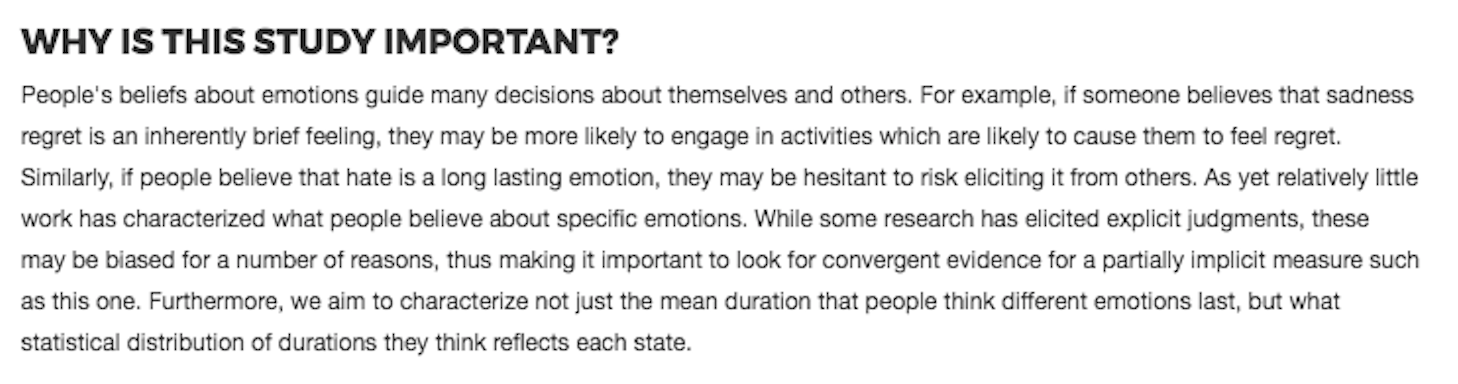 WHY IS THIS STUDY IMPORTANT?
People's beliefs about emotions guide many decisions about themselves and others. For example, if someone believes that sadness
regret is an inherently brief feeling, they may be more likely to engage in activities which are likely to cause them to feel regret.
Similarly, if people believe that hate is a long lasting emotion, they may be hesitant to risk eliciting it from others. As yet relatively little
work has characterized what people believe about specific emotions. While some research has elicited explicit judgments, these
may be biased for a number of reasons, thus making it important to look for convergent evidence for a partially implicit measure such
as this one. Furthermore, we aim to characterize not just the mean duration that people think different emotions last, but what
statistical distribution of durations they think reflects each state.